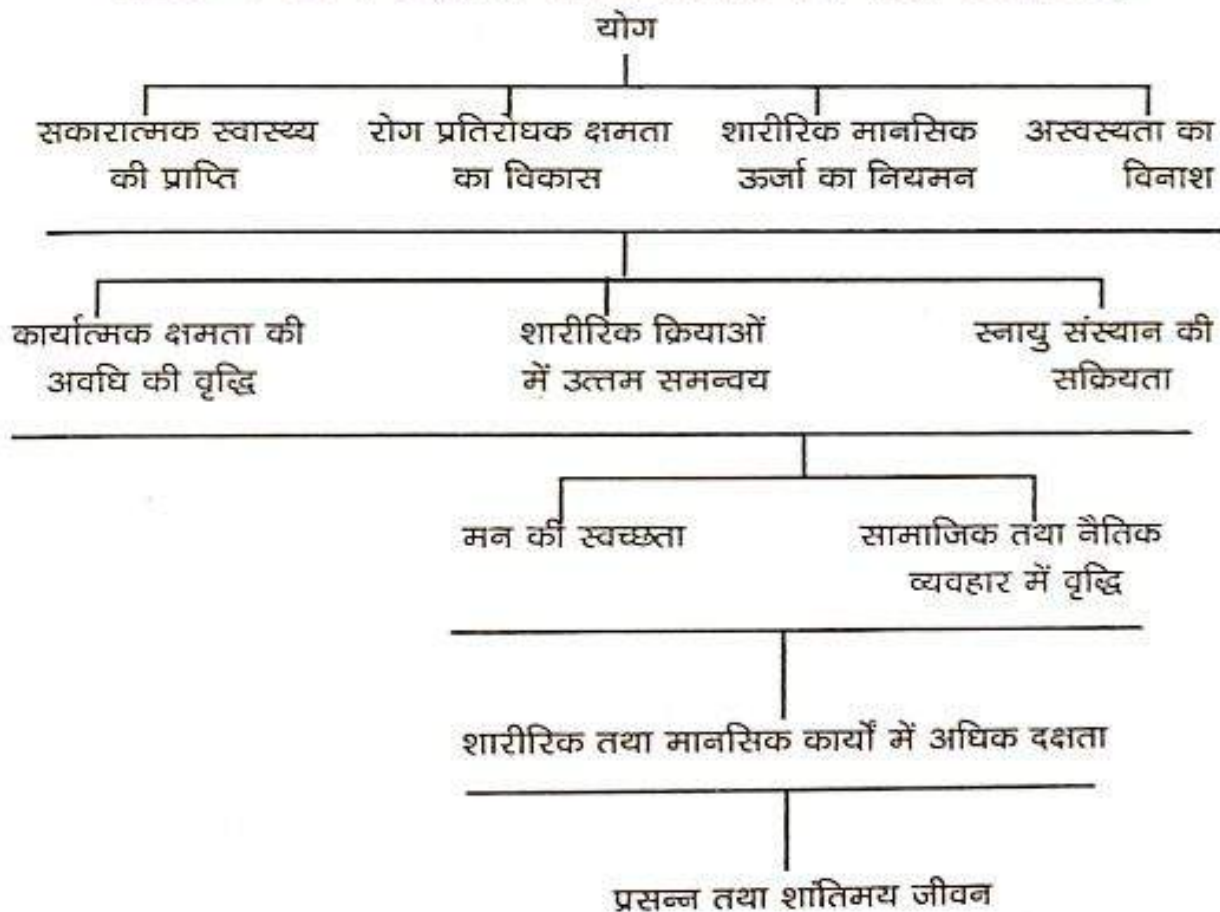 योग
सकारात्मक स्वास्थ्य रोग प्रतिरोधक क्षमता शारीरिक मानसिक अस्वस्थता का
की प्राप्ति का विकास ऊर्जा का नियमन विनाश
कार्यात्मक क्षमता की शारीरिक क्रियाओं स्नायु संस्थान की
अवधि की वृद्धि में उत्तम समन्वय सक्रियता
मन की स्वच्छता सामाजिक तथा नैतिक
व्यवहार में वृद्धि
शारीरिक तथा मानसिक कार्यों में अधिक दक्षता
प्रसन्न तथा शांतिमय जीवन